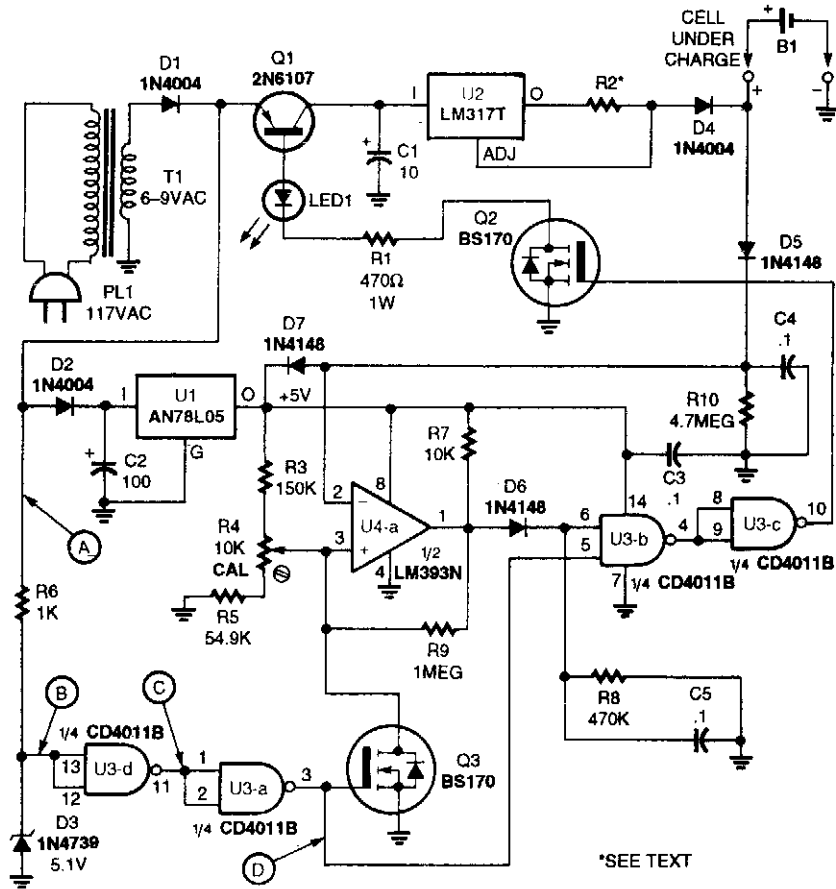 D1
1N4004
Q1
2N6107
I
U2
LM317T
O
ADJ
R2*
D4
1N4004
CELL
UNDER
CHARGE
+
B1
+
–
T1
6–9VAC
PL1
117VAC
+
C1
10
LED1
R1
470Ω
1W
Q2
BS170
D5
1N4148
C4
.1
D2
1N4004
I
U1
AN78L05
O
G
+5V
+
C2
100
D7
1N4148
R3
150K
R4
10K
CAL
R5
54.9K
2
–
3
+
8
U4-a
4
1
1/2
LM393N
R7
10K
D6
1N4148
R9
1MEG
R10
4.7MEG
C3
.1
14
6
5
U3-b
7
4
1/4 CD4011B
8
9
U3-c
10
1/4 CD4011B
R8
470K
C5
.1
A
R6
1K
B
C
1/4 CD4011B
13
12
U3-d
11
1
2
U3-a
3
1/4 CD4011B
D3
1N4739
5.1V
D
Q3
BS170
*SEE TEXT